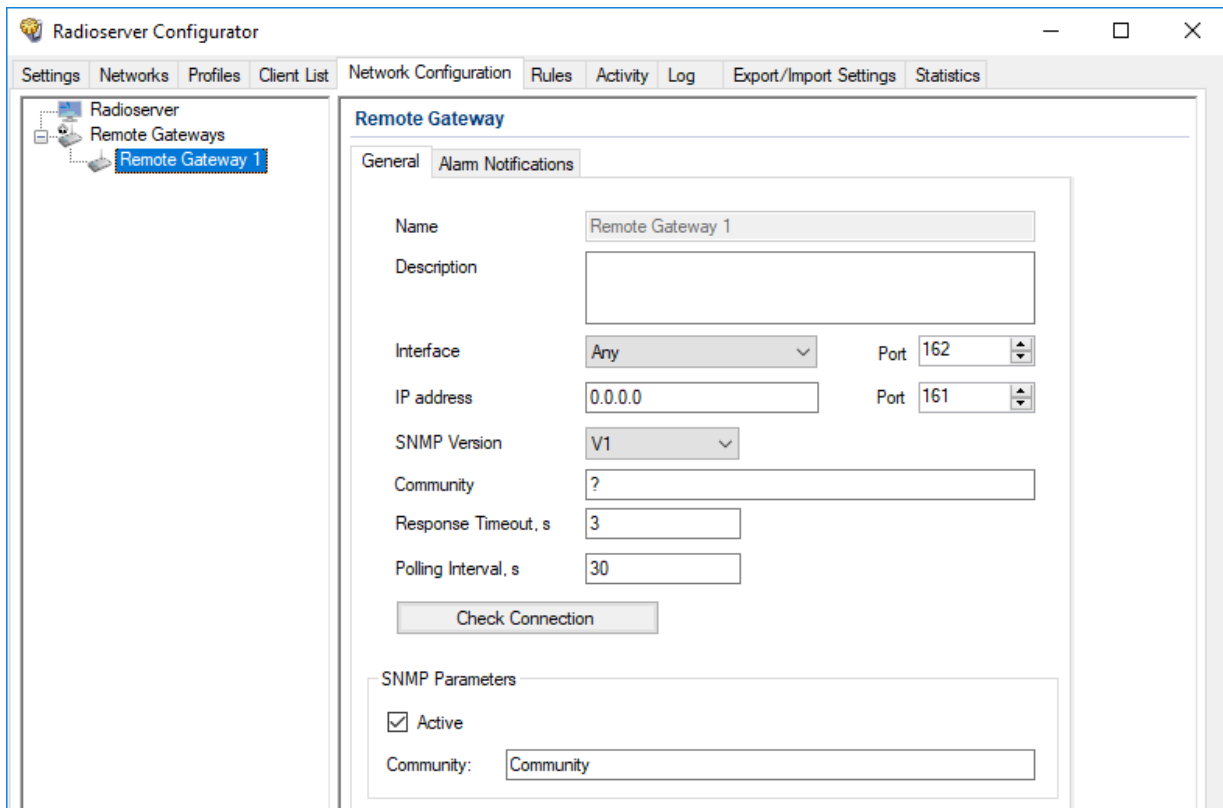 Radioserver Configurator
Settings Networks Profiles Client List Network Configuration Rules Activity Log Export/Import Settings Statistics
Radioserver
Remote Gateways
Remote Gateway 1
Remote Gateway
General Alarm Notifications
Name Remote Gateway 1
Description
Interface Any Port 162
IP address 0.0.0.0 Port 161
SNMP Version V1
Community ?
Response Timeout, s 3
Polling Interval, s 30
Check Connection
SNMP Parameters
Active
Community: Community